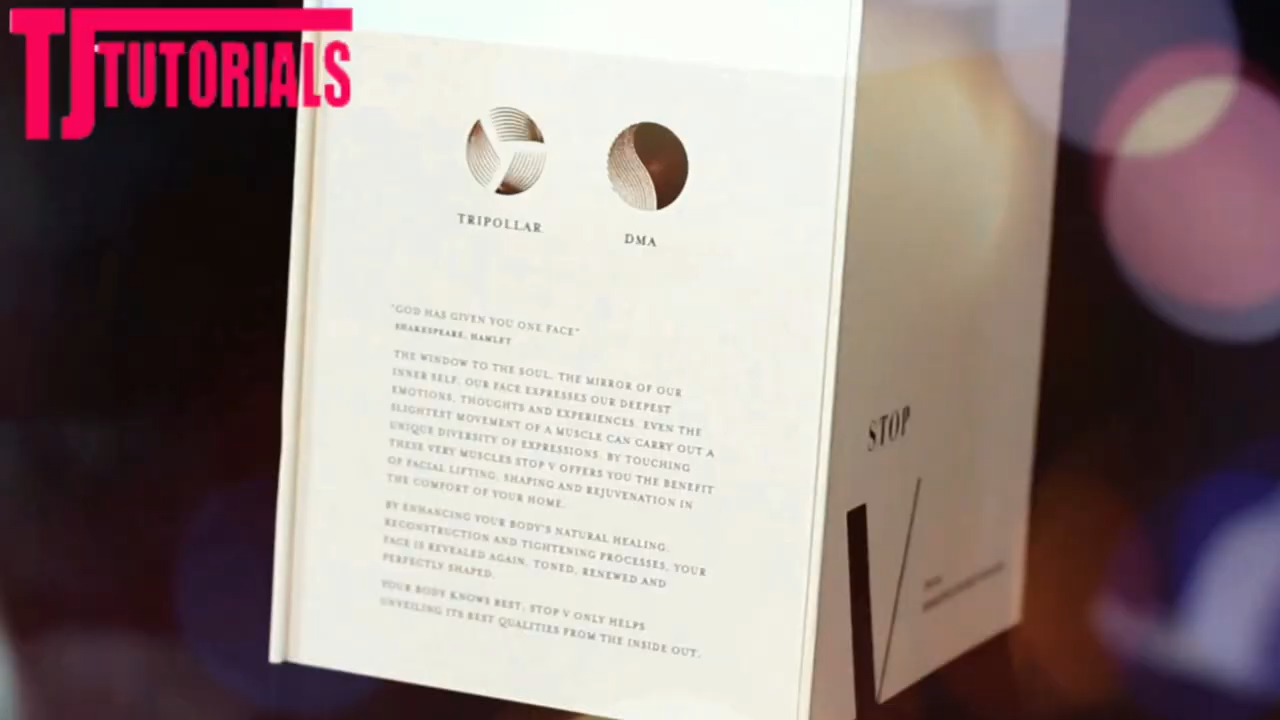 TJ TUTORIALS
TRIPOLLAR
DMA
"GOD HAS GIVEN YOU ONE FACE"
SHAKESPEARE, HAMLET
THE WINDOW TO THE SOUL, THE MIRROR OF OUR
INNER SELF, OUR FACE EXPRESSES OUR DEEPEST
EMOTIONS, THOUGHTS AND EXPERIENCES. EVEN THE
SLIGHTEST MOVEMENT OF A MUSCLE CAN CARRY OUT A
UNIQUE DIVERSITY OF EXPRESSIONS. BY TOUCHING
THESE VERY MUSCLES STOP V OFFERS YOU THE BENEFIT
OF FACIAL LIFTING, SHAPING AND REJUVENATION IN
THE COMFORT OF YOUR HOME.
BY ENHANCING YOUR BODY'S NATURAL HEALING,
RECONSTRUCTION AND TIGHTENING PROCESSES, YOUR
FACE IS REVEALED AGAIN, TONED, RENEWED AND
PERFECTLY SHAPED.
YOUR BODY KNOWS BEST, STOP V ONLY HELPS
UNVEILING ITS BEST QUALITIES FROM THE INSIDE OUT.
STOP
V